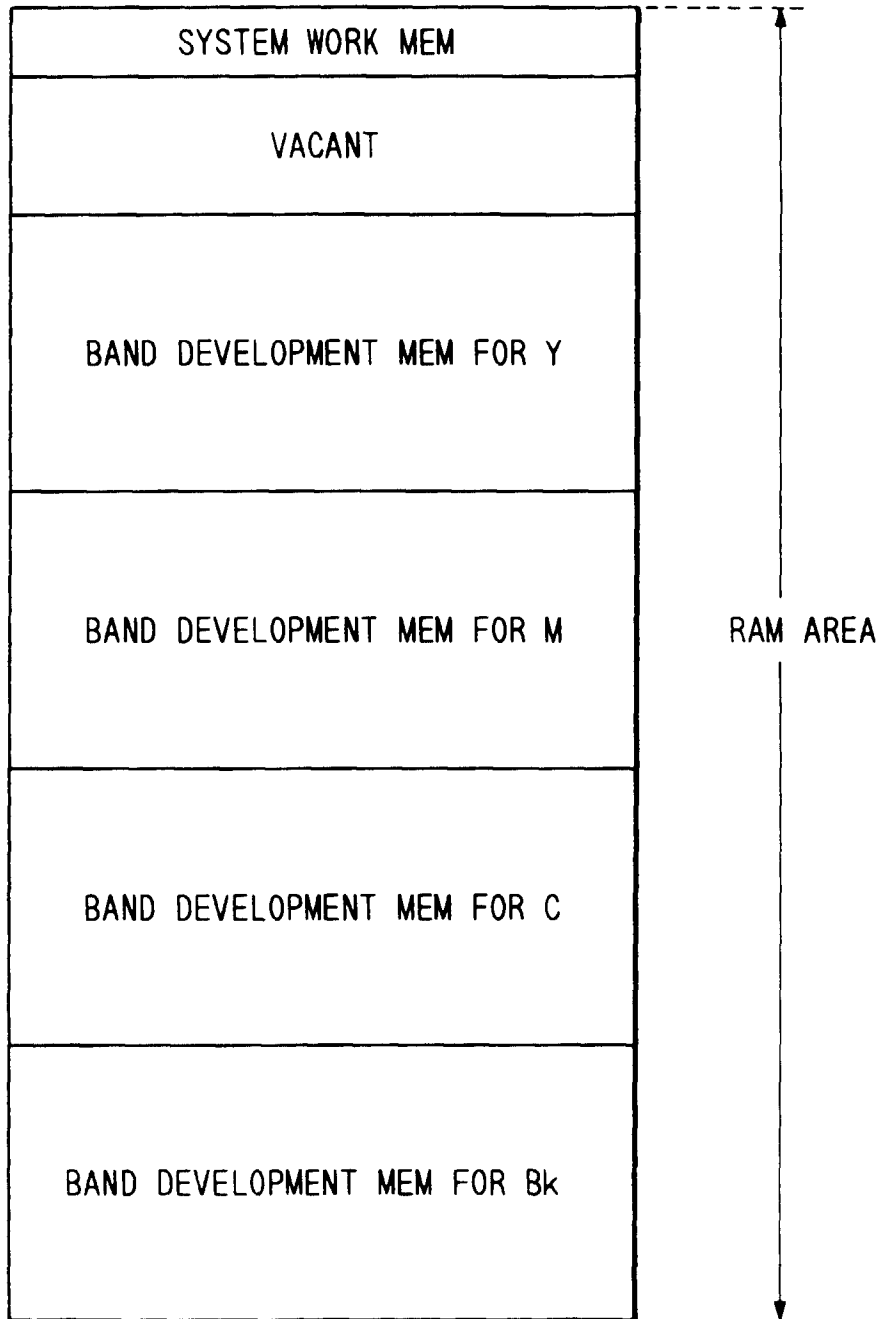 SYSTEM WORK MEM
VACANT
BAND DEVELOPMENT MEM FOR Y
BAND DEVELOPMENT MEM FOR M
RAM AREA
BAND DEVELOPMENT MEM FOR C
BAND DEVELOPMENT MEM FOR Bk